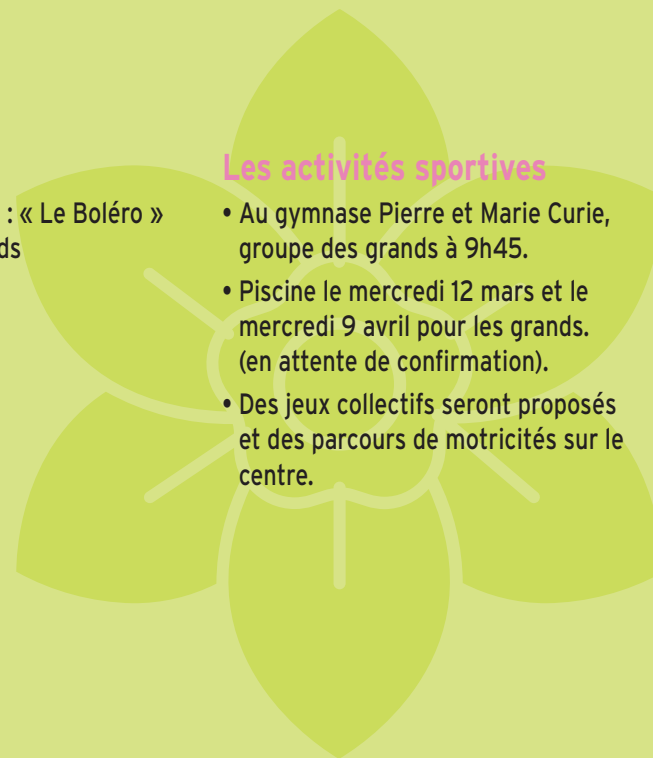 : « Le Boléro »
Les activités sportives
• Au gymnase Pierre et Marie Curie,
groupe des grands à 9h45.
• Piscine le mercredi 12 mars et le
mercredi 9 avril pour les grands.
(en attente de confirmation).
• Des jeux collectifs seront proposés
et des parcours de motricités sur le
centre.